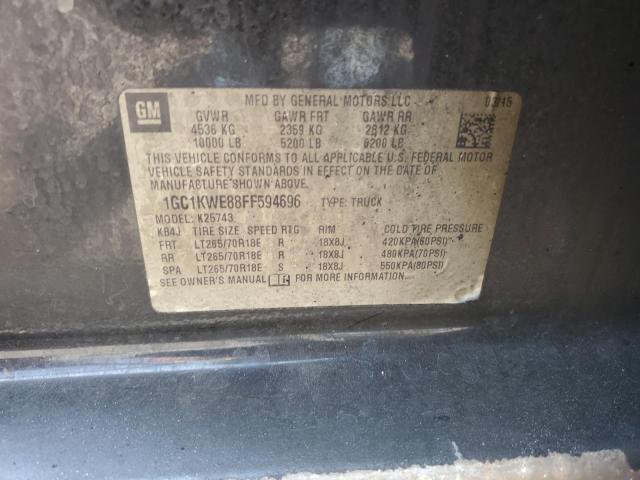 GM
MFD BY GENERAL MOTORS LLC 03/15
GVWR GAWR FRT GAWR RR
4536 KG 2359 KG 2812 KG
10000 LB 5200 LB 6200 LB
THIS VEHICLE CONFORMS TO ALL APPLICABLE U.S. FEDERAL MOTOR
VEHICLE SAFETY STANDARDS IN EFFECT ON THE DATE OF
MANUFACTURE SHOWN ABOVE.
1GC1KWE88FF594696 TYPE: TRUCK
MODEL: K25743
KB4J TIRE SIZE SPEED RTG RIM COLD TIRE PRESSURE
FRT LT265/70R18E R 18X8J 420KPA(60PSI)
RR LT265/70R18E R 18X8J 480KPA(70PSI)
SPA LT265/70R18E S 18X8J 550KPA(80PSI)
SEE OWNER'S MANUAL FOR MORE INFORMATION.